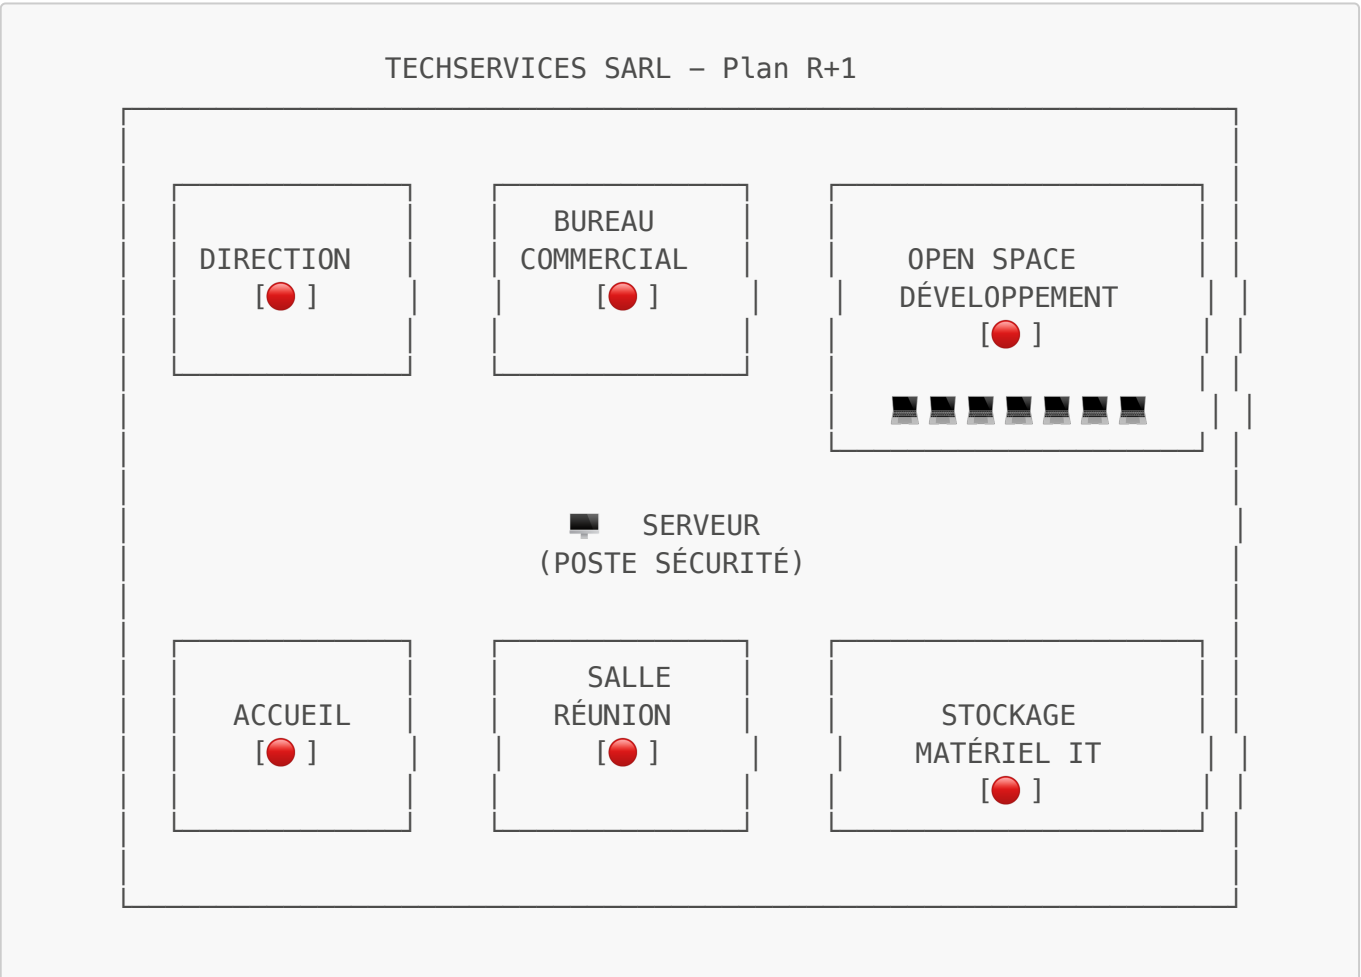 TECHSERVICES SARL – Plan R+1
BUREAU
DIRECTION
COMMERCIAL
OPEN SPACE
[🔴 ]
[🔴 ]
DÉVELOPPEMENT
[🔴 ]
💻💻💻💻💻💻💻
🖥 SERVEUR
(POSTE SÉCURITÉ)
SALLE
ACCUEIL
RÉUNION
STOCKAGE
[🔴 ]
[🔴 ]
MATÉRIEL IT
[🔴 ]